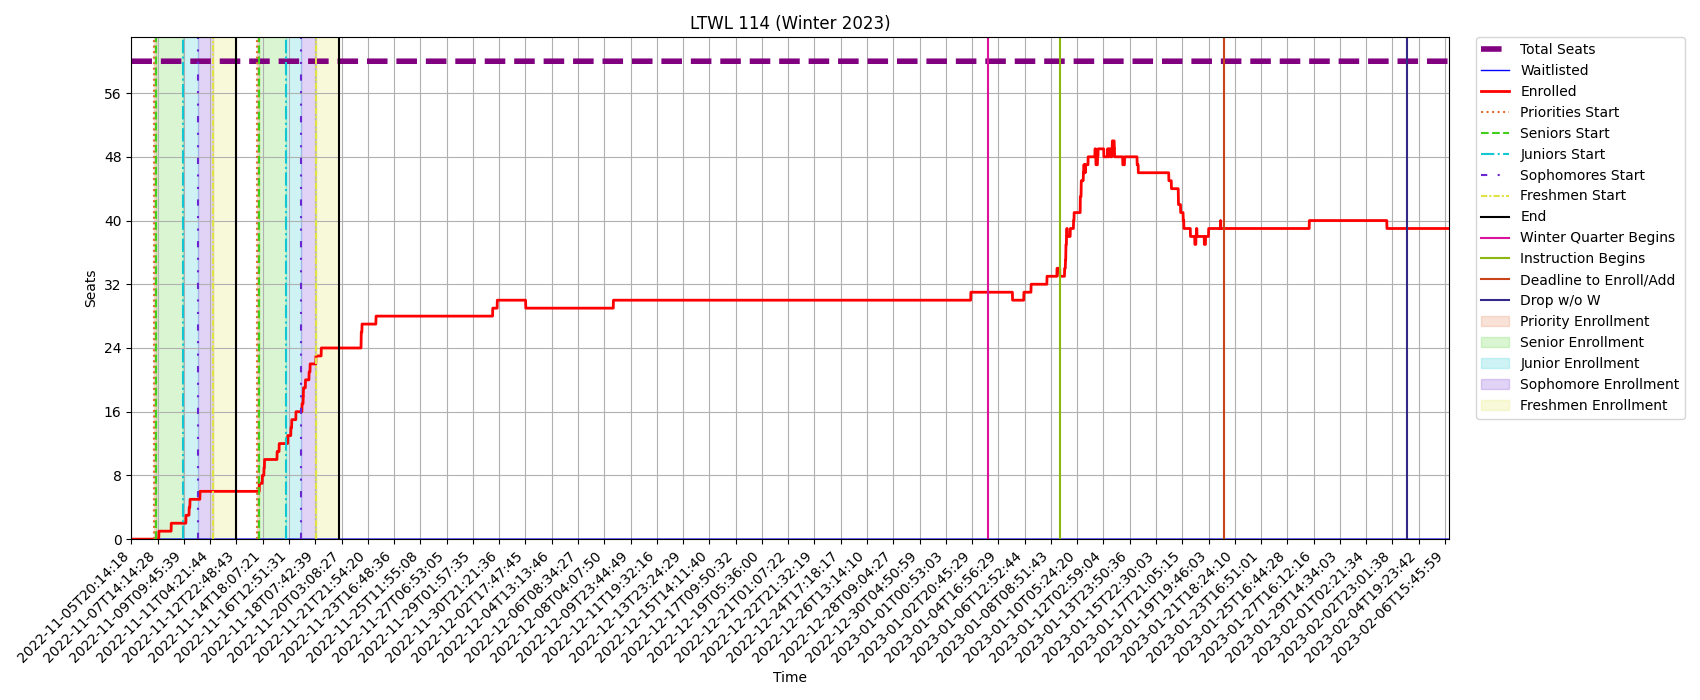 LTWL 114 (Winter 2023)
Seats
56
48
40
32
24
16
8
0
2022-11-05T20:14:18
2022-11-07T14:14:28
2022-11-09T09:45:39
2022-11-11T04:21:44
2022-11-12T22:48:43
2022-11-14T18:07:21
2022-11-16T12:51:31
2022-11-18T07:42:39
2022-11-20T03:08:27
2022-11-21T21:54:20
2022-11-23T16:48:36
2022-11-25T11:55:08
2022-11-27T06:53:05
2022-11-29T01:57:35
2022-11-30T21:21:36
2022-12-02T17:47:45
2022-12-04T13:13:46
2022-12-06T08:34:27
2022-12-08T04:07:50
2022-12-09T23:44:49
2022-12-11T19:32:16
2022-12-13T23:24:29
2022-12-15T14:11:40
2022-12-17T09:50:32
2022-12-19T05:36:00
2022-12-21T01:07:22
2022-12-22T21:32:19
2022-12-24T17:18:17
2022-12-26T13:14:10
2022-12-28T09:04:27
2022-12-30T04:50:59
2023-01-01T00:53:03
2023-01-02T20:45:29
2023-01-04T16:56:29
2023-01-06T12:52:44
2023-01-08T08:51:43
2023-01-10T05:24:20
2023-01-12T02:59:04
2023-01-13T23:50:36
2023-01-15T22:30:03
2023-01-17T21:05:15
2023-01-19T19:46:03
2023-01-21T18:24:10
2023-01-23T16:51:01
2023-01-25T16:44:28
2023-01-27T16:12:16
2023-01-29T14:34:03
2023-02-01T02:21:34
2023-02-02T23:01:38
2023-02-04T19:23:42
2023-02-06T15:45:59
Time
Total Seats
Waitlisted
Enrolled
Priorities Start
Seniors Start
Juniors Start
Sophomores Start
Freshmen Start
End
Winter Quarter Begins
Instruction Begins
Deadline to Enroll/Add
Drop w/o W
Priority Enrollment
Senior Enrollment
Junior Enrollment
Sophomore Enrollment
Freshmen Enrollment